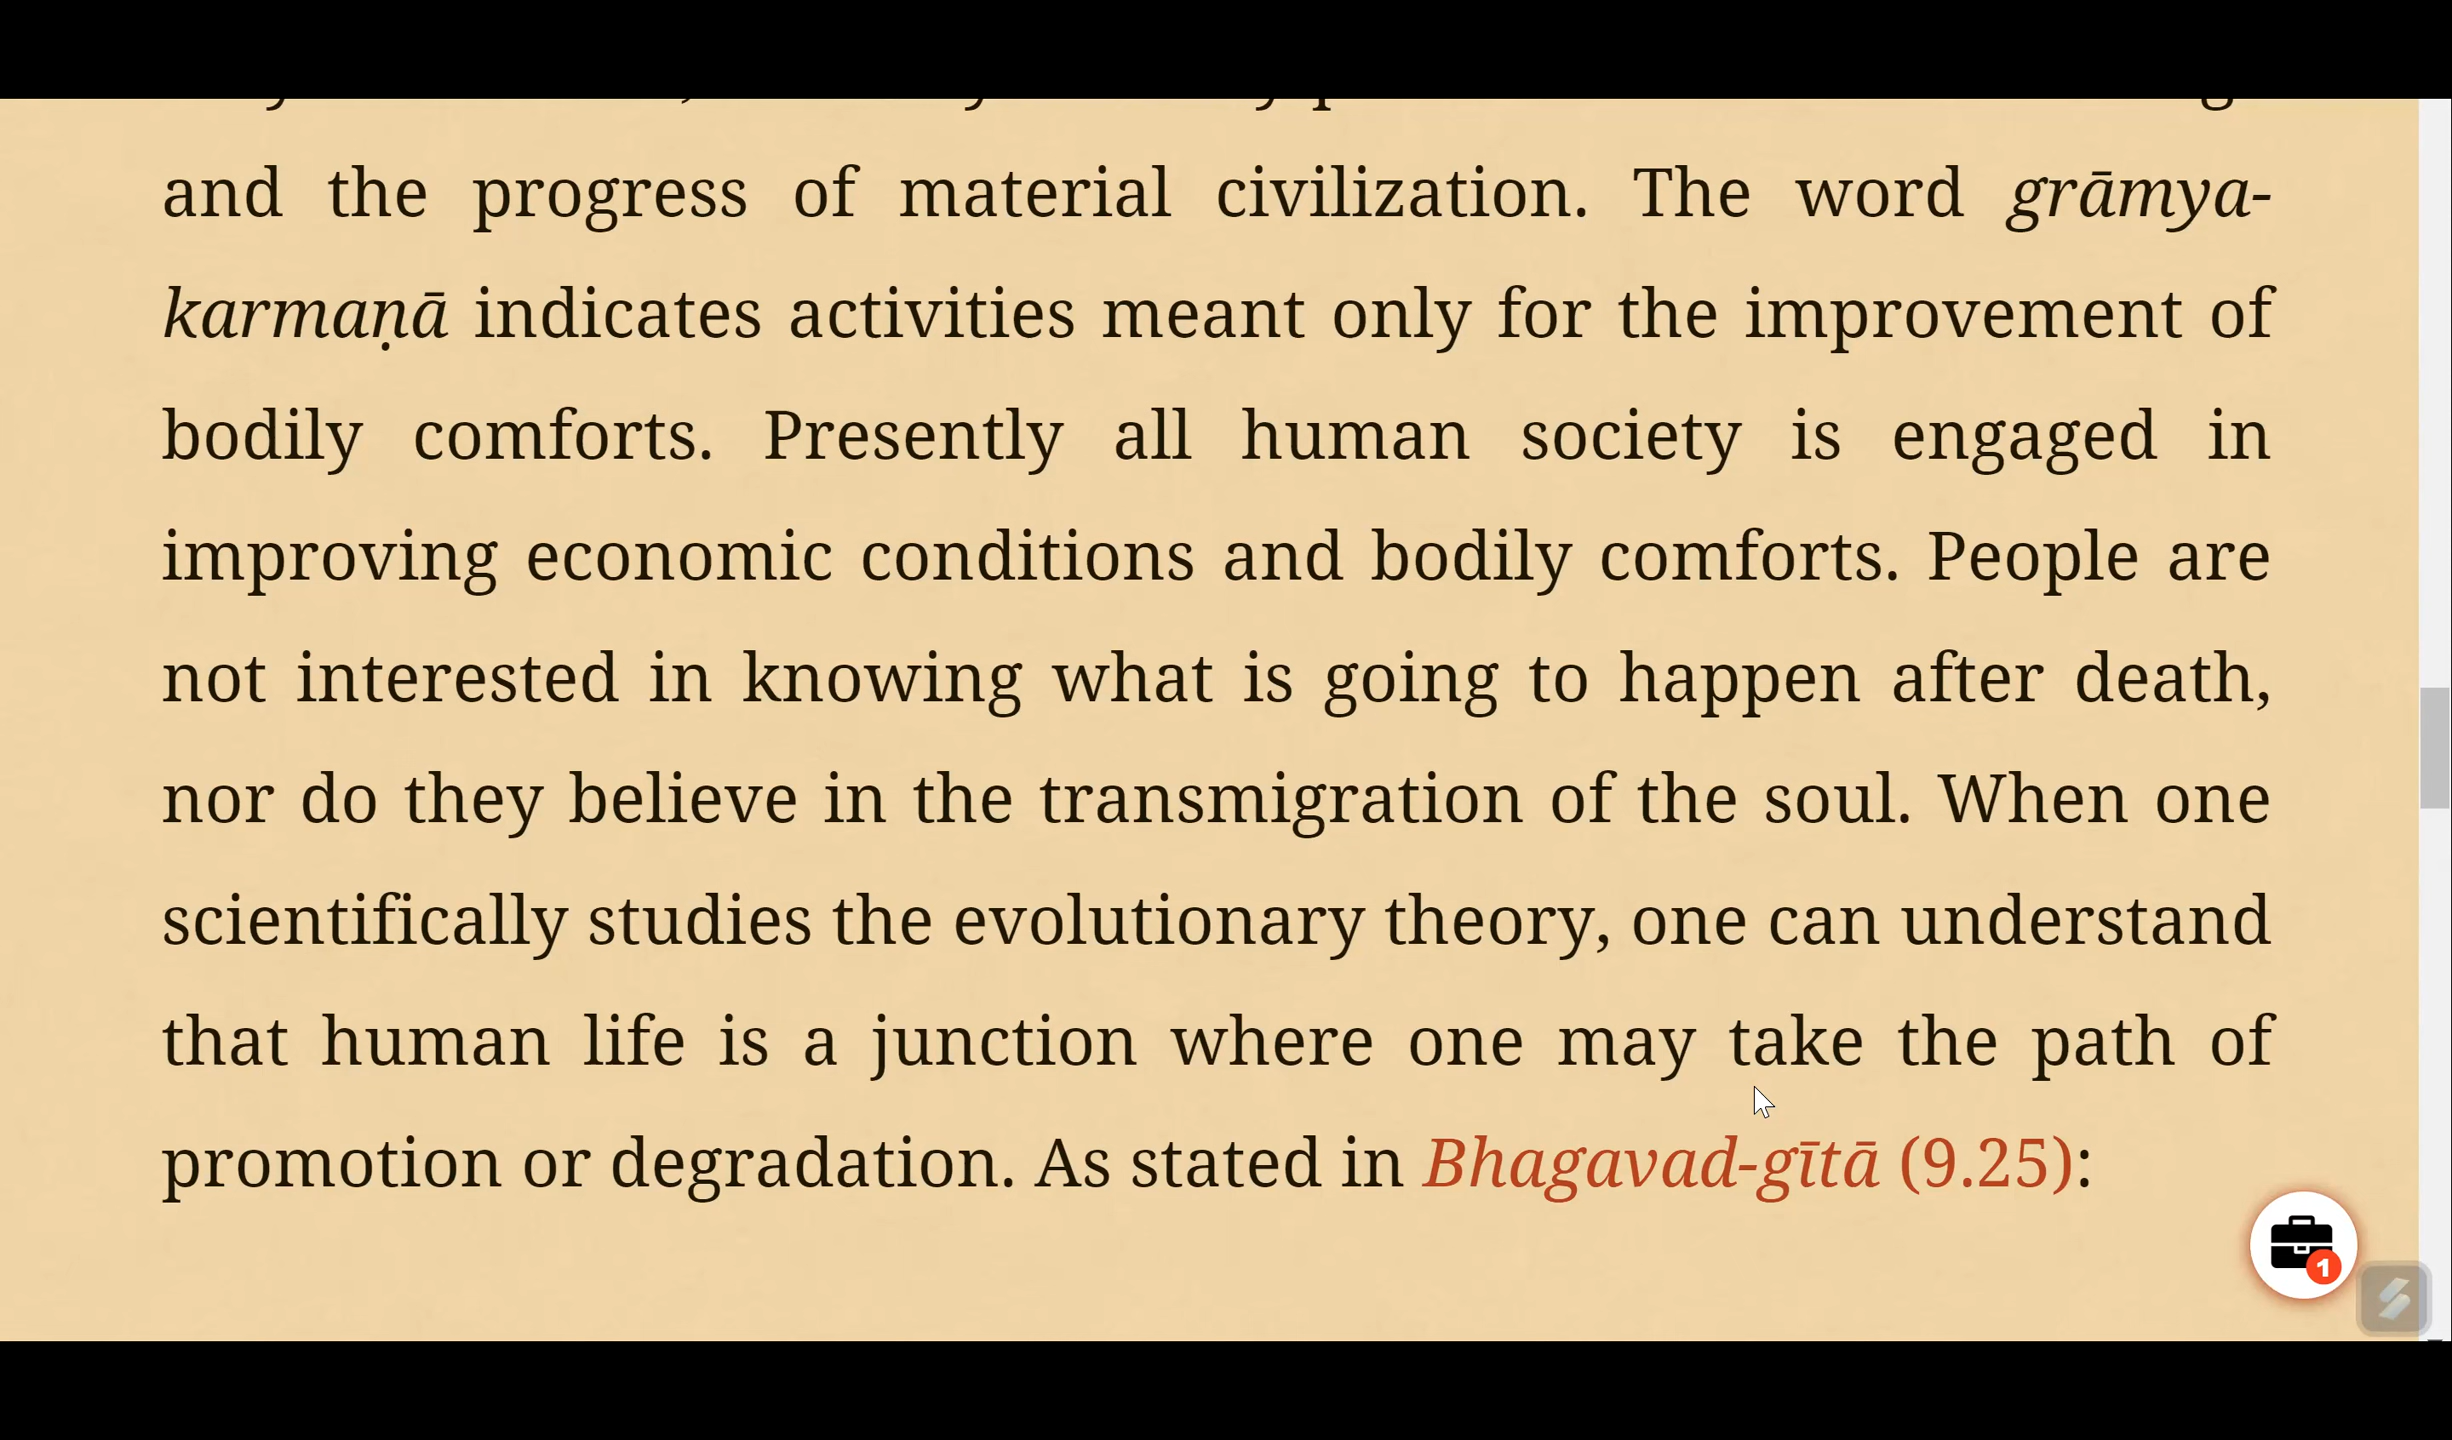 and the progress of material civilization. The word grāmya-
karmaṇā indicates activities meant only for the improvement of
bodily comforts. Presently all human society is engaged in
improving economic conditions and bodily comforts. People are
not interested in knowing what is going to happen after death,
nor do they believe in the transmigration of the soul. When one
scientifically studies the evolutionary theory, one can understand
that human life is a junction where one may take the path of
promotion or degradation. As stated in Bhagavad-gītā (9.25):
1